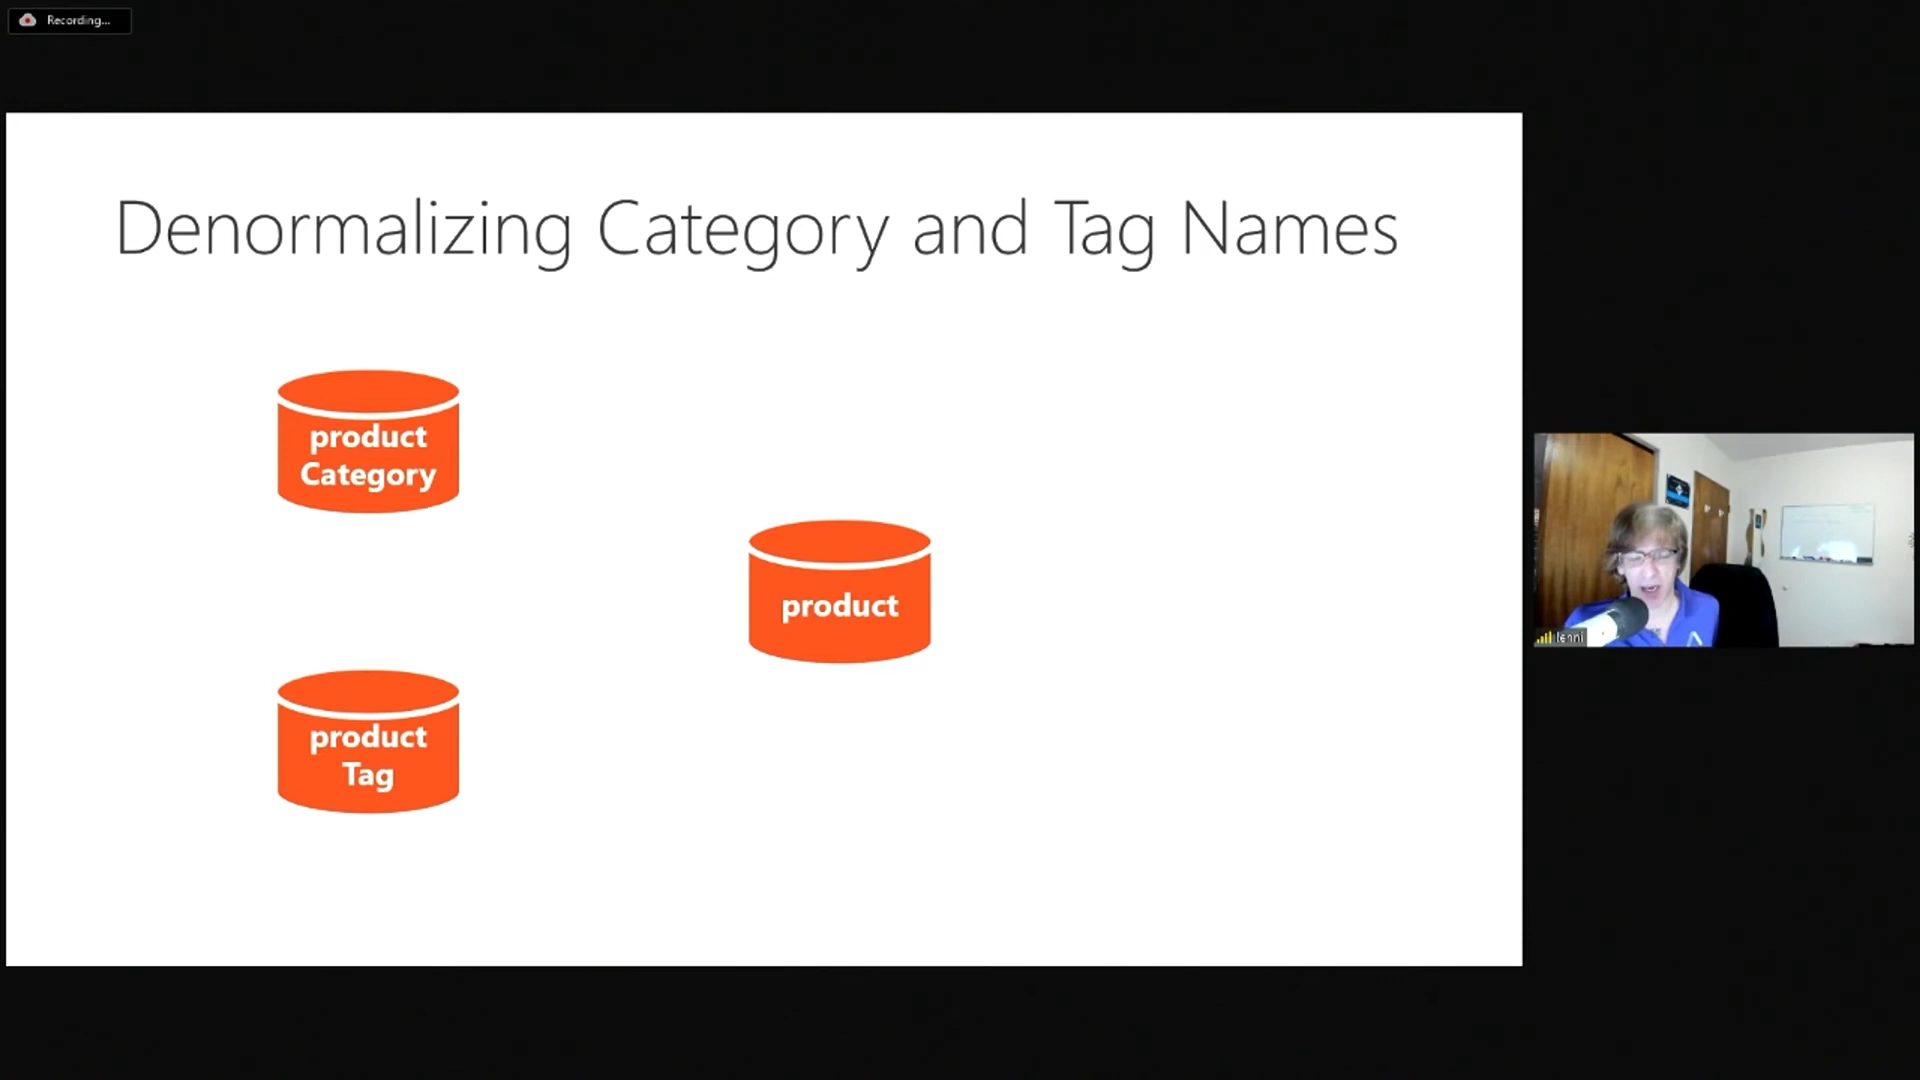 Recording...
Denormalizing Category and Tag Names
product
Category
product
product
Tag
lenni